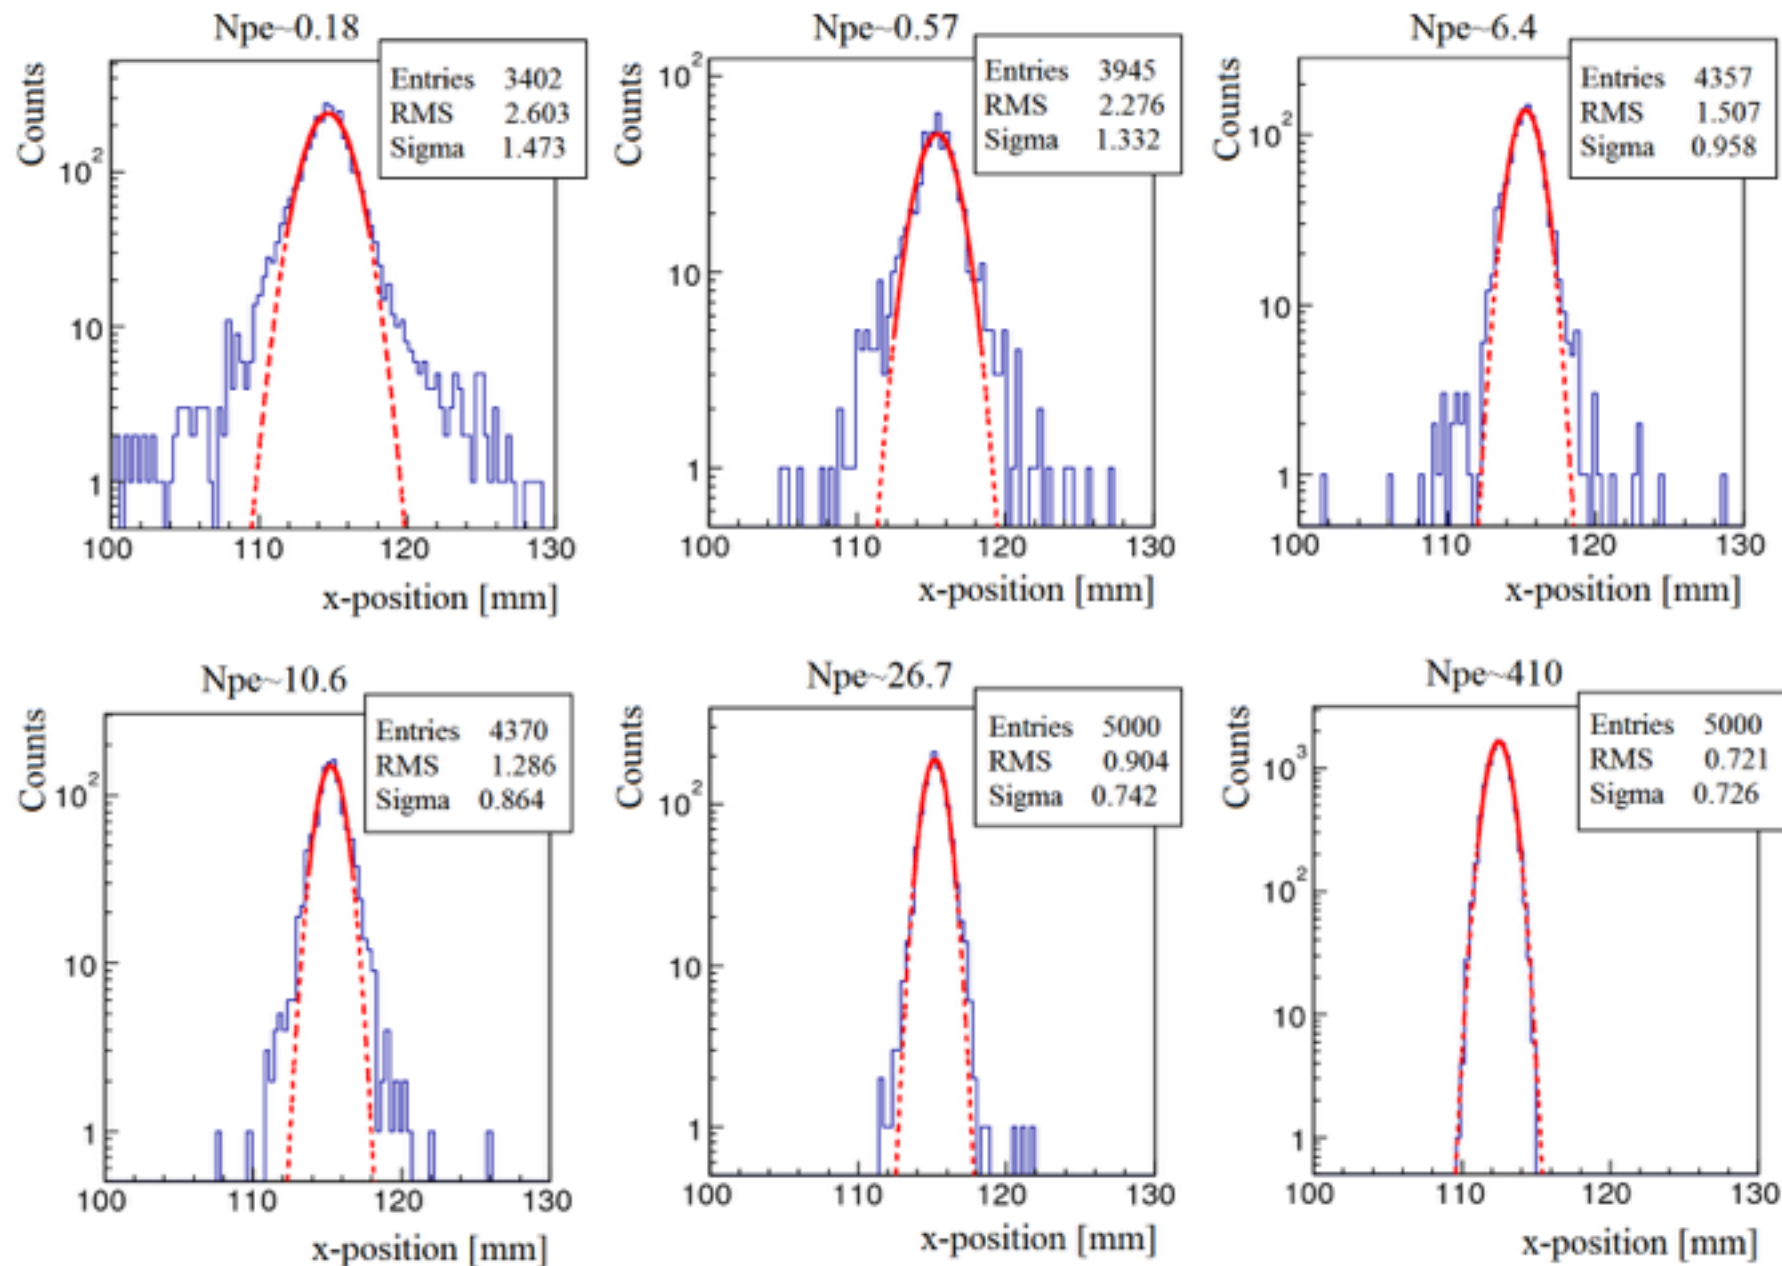 Npe~0.18
Entries 3402
RMS 2.603
Sigma 1.473
Counts
10²
10
1
100 110 120 130
x-position [mm]
Npe~0.57
Entries 3945
RMS 2.276
Sigma 1.332
Counts
10²
10
1
100 110 120 130
x-position [mm]
Npe~6.4
Entries 4357
RMS 1.507
Sigma 0.958
Counts
10²
10
1
100 110 120 130
x-position [mm]
Npe~10.6
Entries 4370
RMS 1.286
Sigma 0.864
Counts
10²
10
1
100 110 120 130
x-position [mm]
Npe~26.7
Entries 5000
RMS 0.904
Sigma 0.742
Counts
10²
10
1
100 110 120 130
x-position [mm]
Npe~410
Entries 5000
RMS 0.721
Sigma 0.726
Counts
10³
10²
10
1
100 110 120 130
x-position [mm]